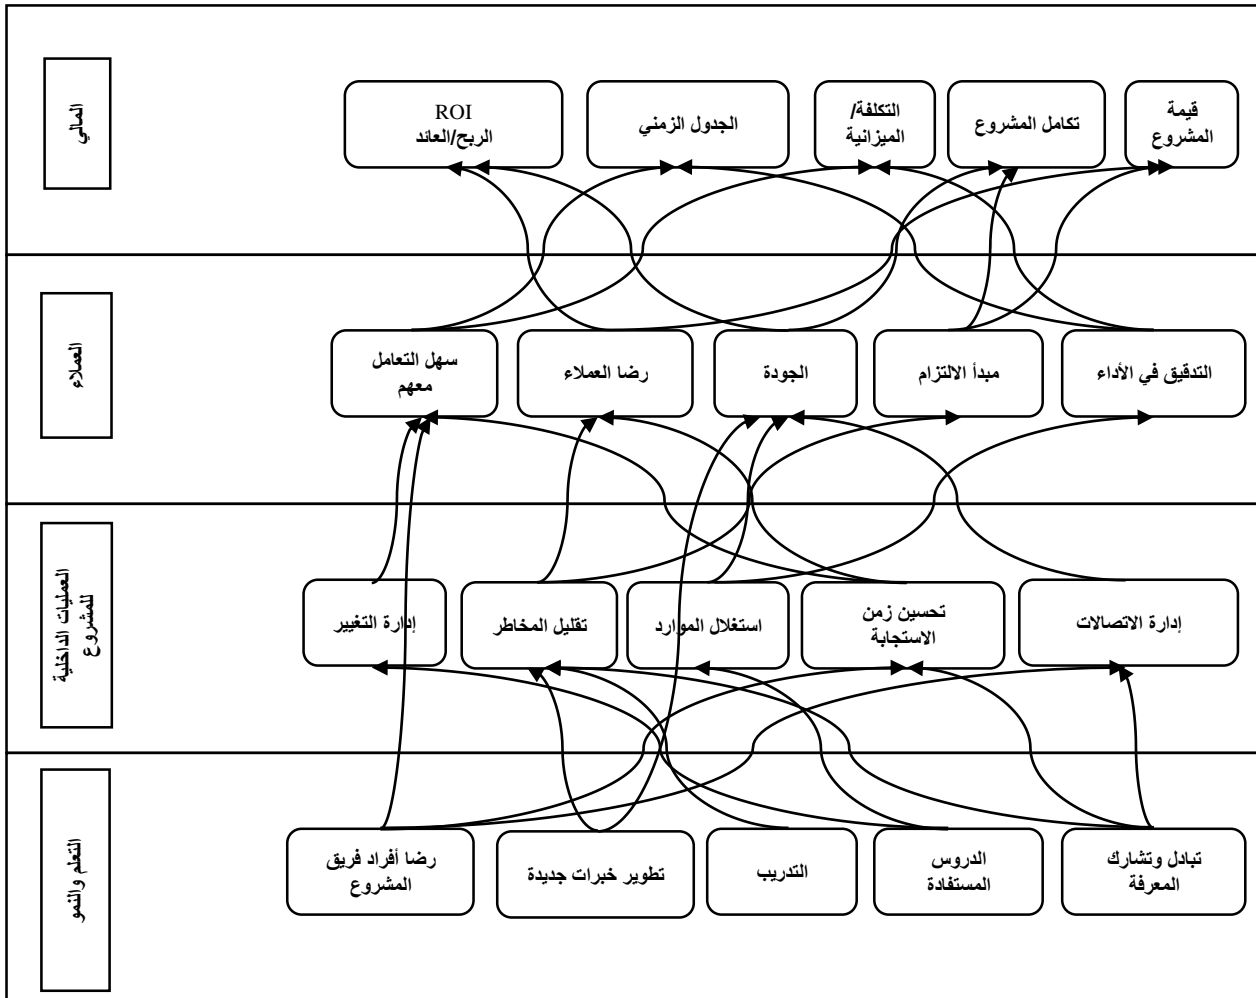 المالي
قيمة
المشروع
تكامل المشروع
التكلفة/
الميزانية
الجدول الزمني
ROI
الربح/العائد
العملاء
التدقيق في الأداء
مبدأ الالتزام
الجودة
رضا العملاء
سهل التعامل
معهم
العمليات الداخلية
للمشروع
إدارة الاتصالات
تحسين زمن
الاستجابة
استغلال الموارد
تقليل المخاطر
إدارة التغيير
التعلم والنمو
تبادل وتشارك
المعرفة
الدروس
المستفادة
التدريب
تطوير خبرات جديدة
رضا أفراد فريق
المشروع